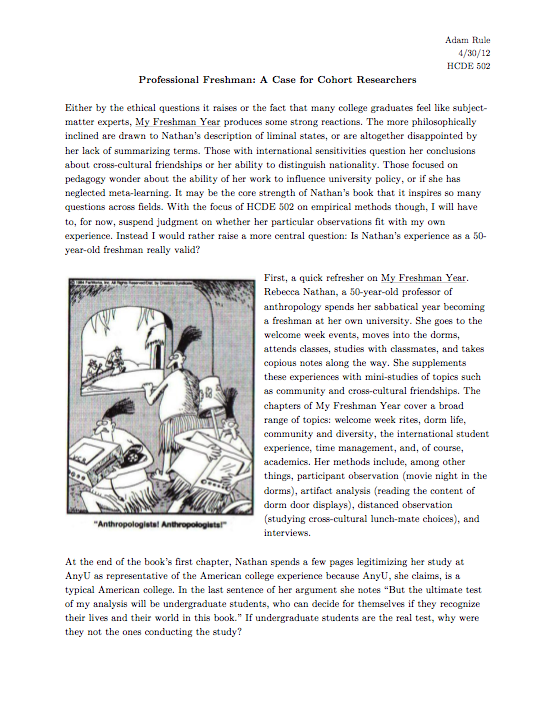 Adam Rule
4/30/12
HCDE 502
Professional Freshman: A Case for Cohort Researchers
Either by the ethical questions it raises or the fact that many college graduates feel like subject-
matter experts, My Freshman Year produces some strong reactions. The more philosophically
inclined are drawn to Nathan's description of liminal states, or are altogether disappointed by
her lack of summarizing terms. Those with international sensitivities question her conclusions
about cross-cultural friendships or her ability to distinguish nationality. Those focused on
pedagogy wonder about the ability of her work to influence university policy, or if she has
neglected meta-learning. It may be the core strength of Nathan's book that it inspires so many
questions across fields. With the focus of HCDE 502 on empirical methods though, I will have
to, for now, suspend judgment on whether her particular observations fit with my own
experience. Instead I would rather raise a more central question: Is Nathan's experience as a 50-
year-old freshman really valid?
First, a quick refresher on My Freshman Year.
Rebecca Nathan, a 50-year-old professor of
anthropology spends her sabbatical year becoming
a freshman at her own university. She goes to the
welcome week events, moves into the dorms,
attends classes, studies with classmates, and takes
copious notes along the way. She supplements
these experiences with mini-studies of topics such
as community and cross-cultural friendships. The
chapters of My Freshman Year cover a broad
range of topics: welcome week rites, dorm life,
community and diversity, the international student
experience, time management, and, of course,
academics. Her methods include, among other
things, participant observation (movie night in the
dorms), artifact analysis (reading the content of
dorm door displays), distanced observation
(studying cross-cultural lunch-mate choices), and
interviews.
"Anthropologists! Anthropologists!"
At the end of the book's first chapter, Nathan spends a few pages legitimizing her study at
AnyU as representative of the American college experience because AnyU, she claims, is a
typical American college. In the last sentence of her argument she notes "But the ultimate test
of my analysis will be undergraduate students, who can decide for themselves if they recognize
their lives and their world in this book." If undergraduate students are the real test, why were
they not the ones conducting the study?